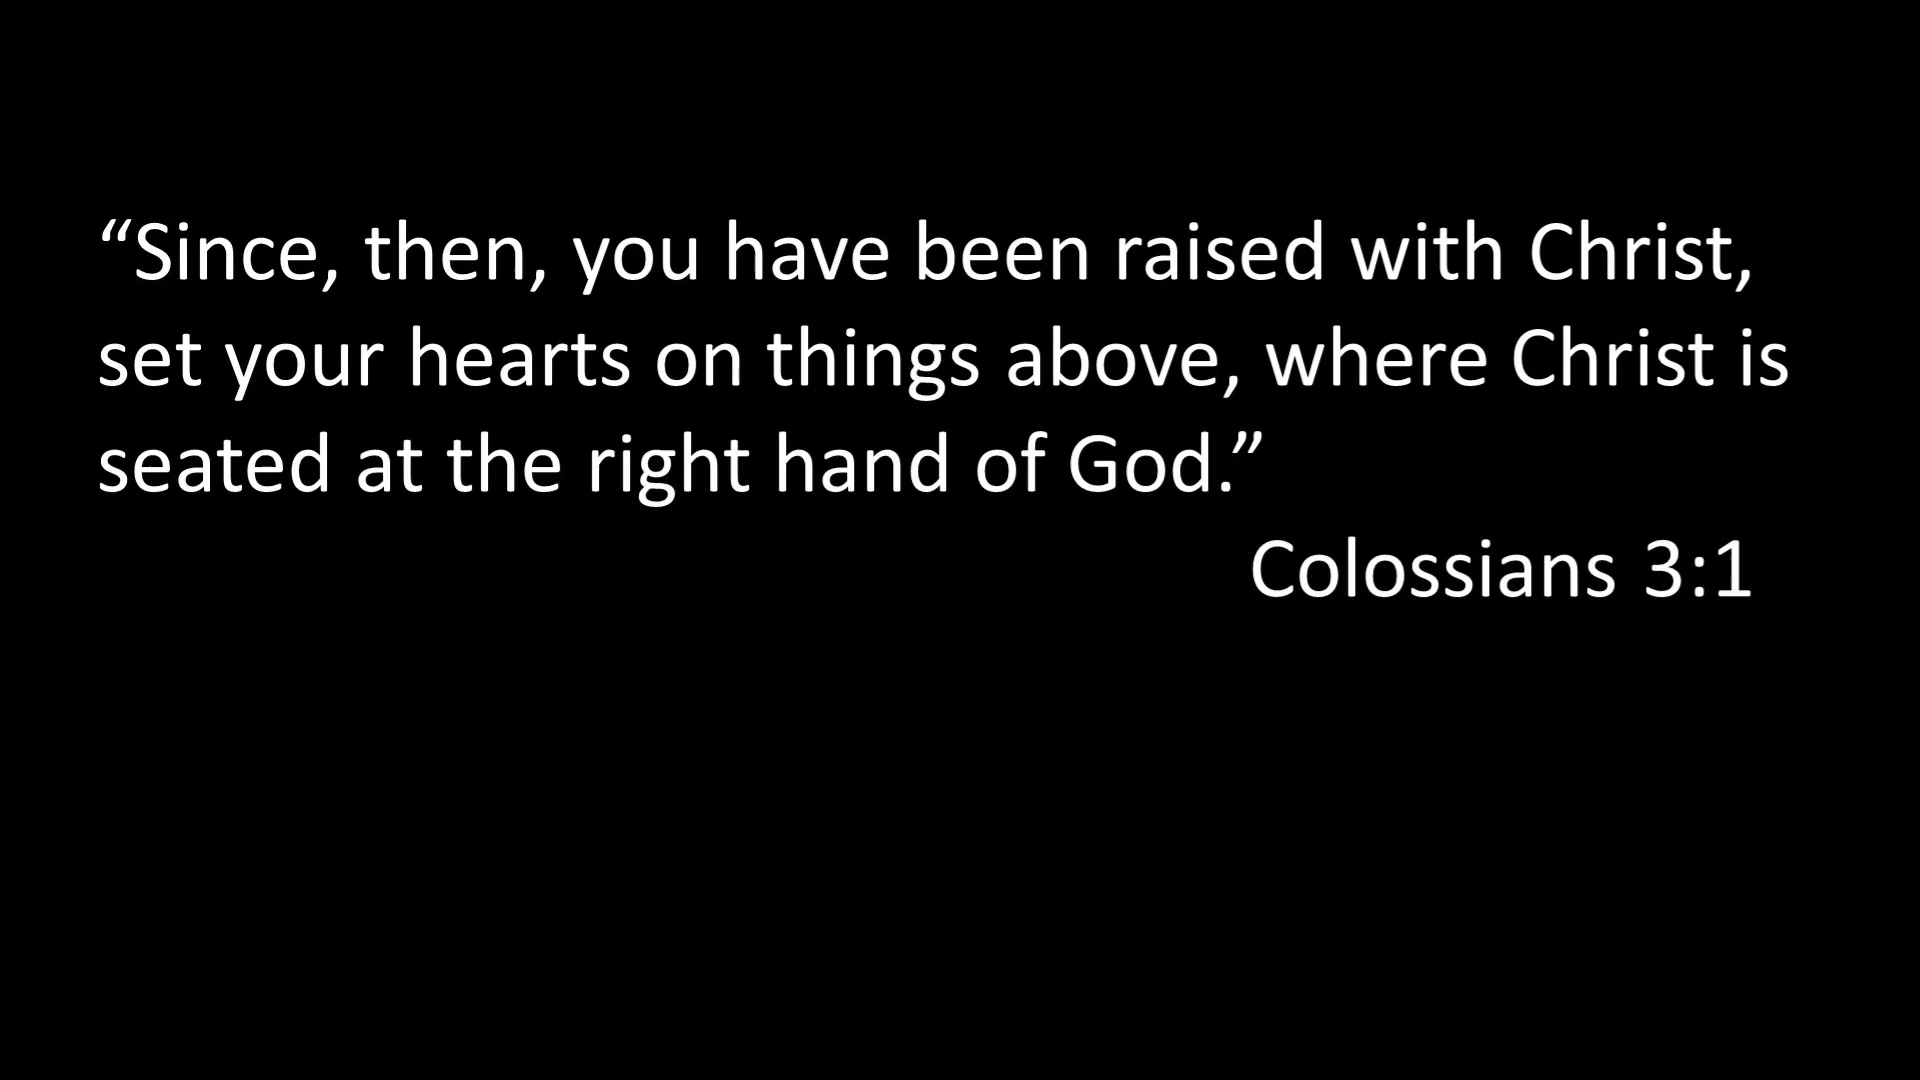 “Since, then, you have been raised with Christ,
set your hearts on things above, where Christ is
seated at the right hand of God.”
Colossians 3:1